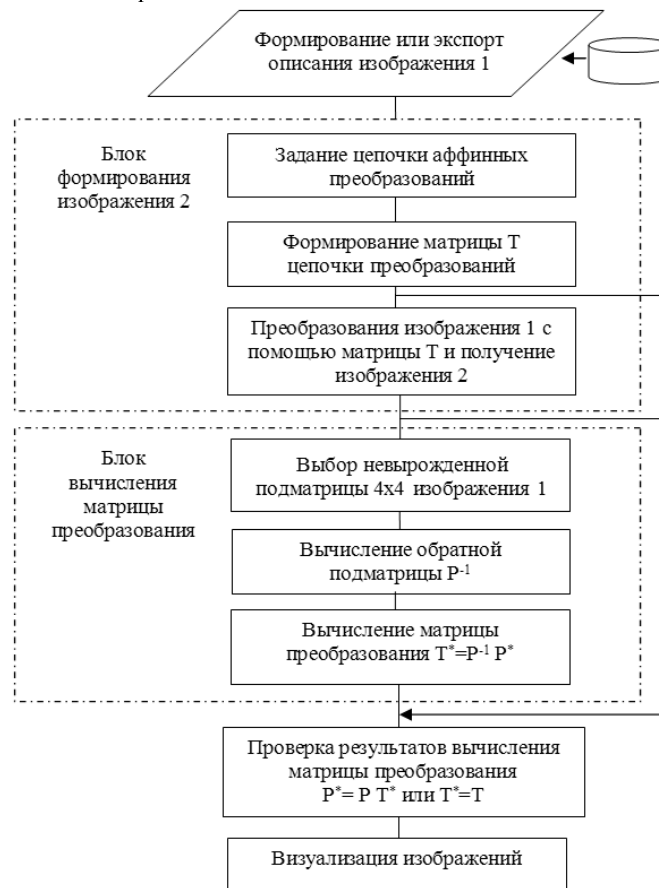 Формирование или экспорт
описания изображения 1
Блок
формирования
изображения 2
Задание цепочки аффинных
преобразований
Формирование матрицы Т
цепочки преобразований
Преобразования изображения 1 с
помощью матрицы Т и получение
изображения 2
Блок
вычисления
матрицы
преобразования
Выбор невырожденной
подматрицы 4х4 изображения 1
Вычисление обратной
подматрицы P⁻¹
Вычисление матрицы
преобразования T*=P⁻¹ P*
Проверка результатов вычисления
матрицы преобразования
P*= P T* или T*=T
Визуализация изображений